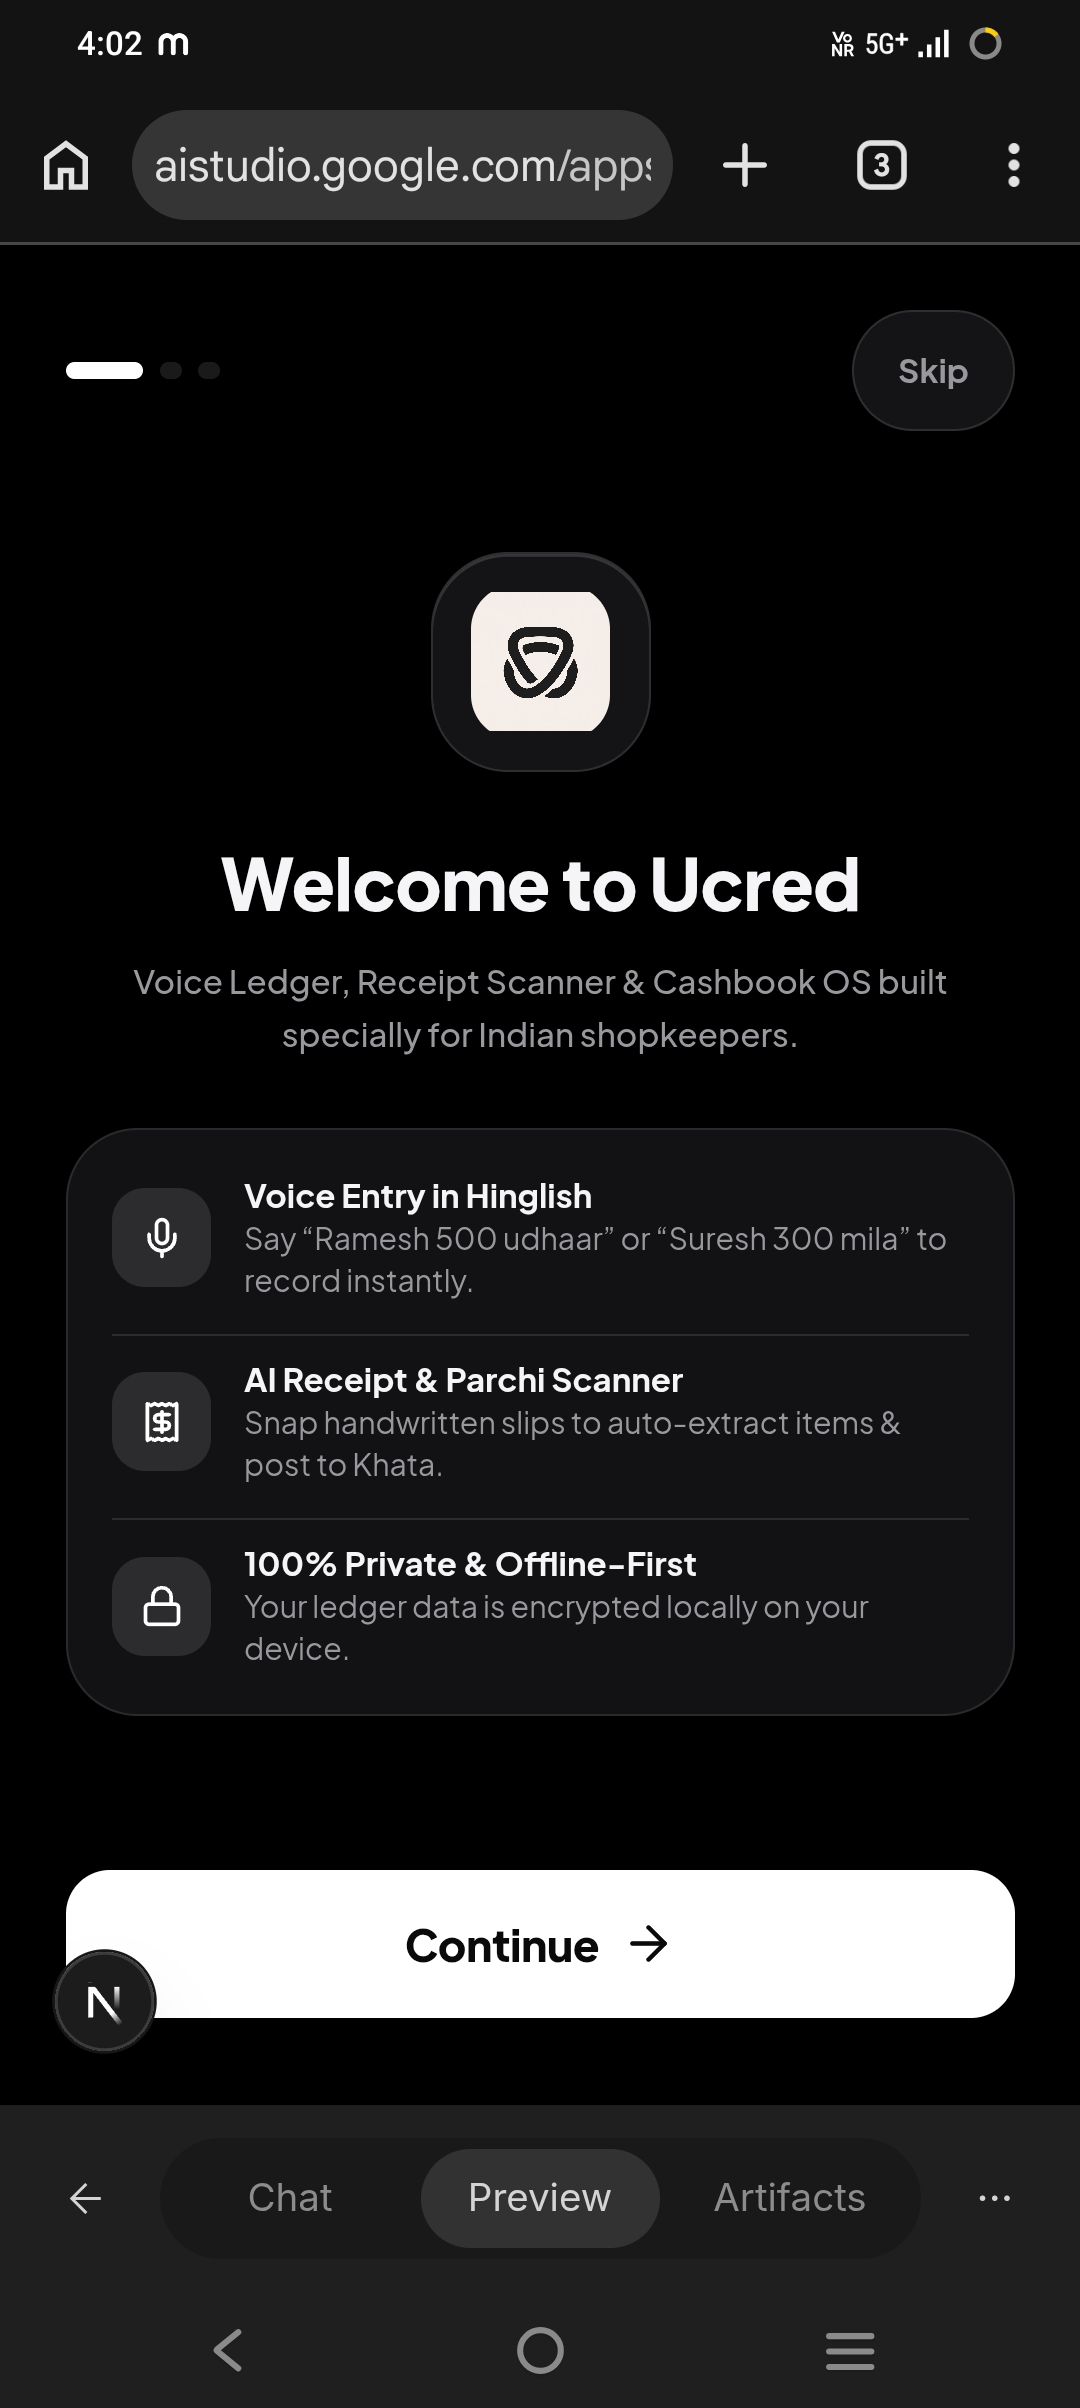 4:02
Vo NR 5G+
aistudio.google.com/apps
3
Skip
Welcome to Ucred
Voice Ledger, Receipt Scanner & Cashbook OS built
specially for Indian shopkeepers.
Voice Entry in Hinglish
Say “Ramesh 500 udhaar” or “Suresh 300 mila” to
record instantly.
AI Receipt & Parchi Scanner
Snap handwritten slips to auto-extract items &
post to Khata.
100% Private & Offline-First
Your ledger data is encrypted locally on your
device.
Continue
N
Chat Preview Artifacts